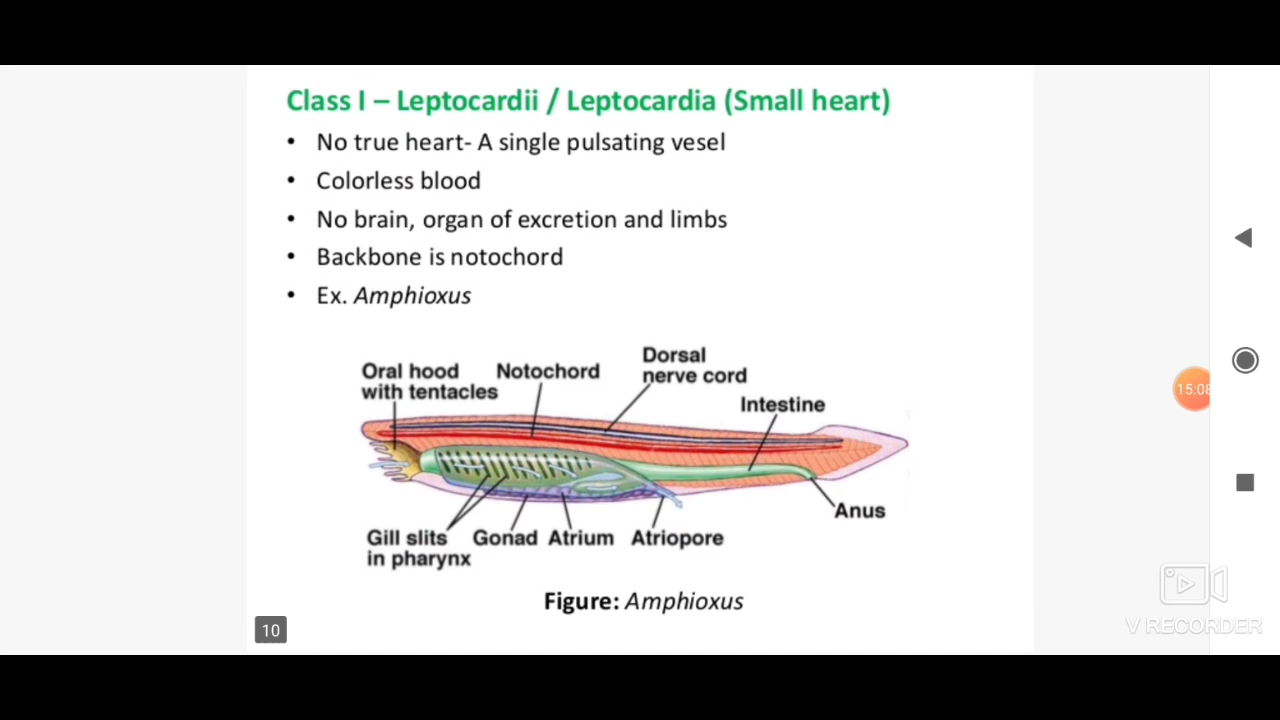 Class I – Leptocardii / Leptocardia (Small heart)
• No true heart- A single pulsating vesel
• Colorless blood
• No brain, organ of excretion and limbs
• Backbone is notochord
• Ex. Amphioxus
Oral hood
with tentacles
Notochord
Dorsal
nerve cord
Intestine
15:08
Anus
Gill slits
in pharynx
Gonad
Atrium
Atriopore
Figure: Amphioxus
10
V RECORDER